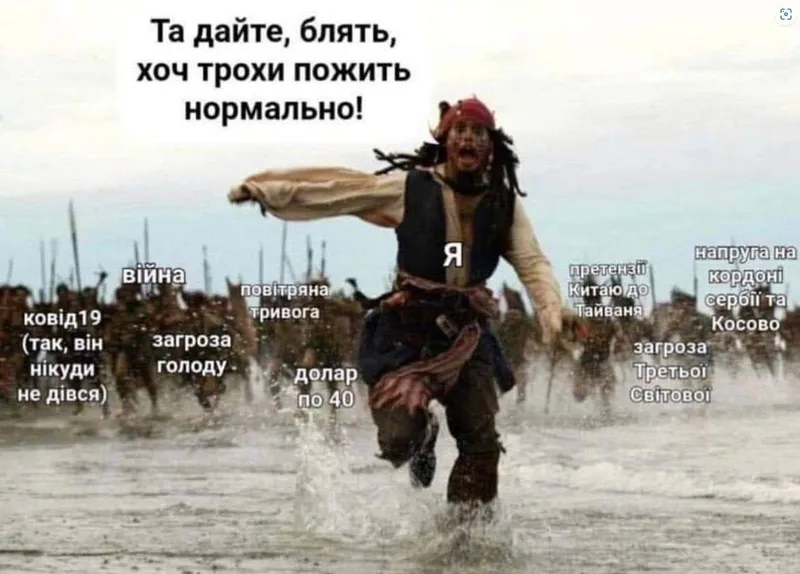 Та дайте, блять,
хоч трохи пожить
нормально!
Я
війна
повітряна
тривога
ковід19
(так, він
нікуди
не дівся)
загроза
голоду
долар
по 40
претензії
Китаю до
Тайваня
напруга на
кордоні
сербії та
Косово
загроза
Третьої
Світової